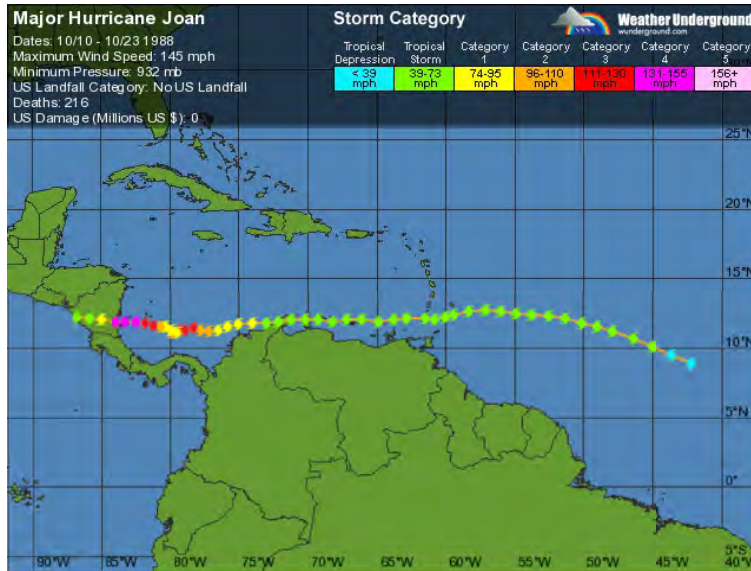 Major Hurricane Joan
Dates: 10/10 - 10/23 1988
Maximum Wind Speed: 145 mph
Minimum Pressure: 932 mb
US Landfall Category: No US Landfall
Deaths: 216
US Damage (Millions US $): 0
Storm Category
Weather Underground
wunderground.com
Tropical Depression
Tropical Storm
Category 1
Category 2
Category 3
Category 4
Category 5
< 39 mph
39-73 mph
74-95 mph
96-110 mph
111-130 mph
131-155 mph
156+ mph
25°N
20°N
15°N
10°N
5°N
0°
5°S
90°W 85°W 80°W 75°W 70°W 65°W 60°W 55°W 50°W 45°W 40°W